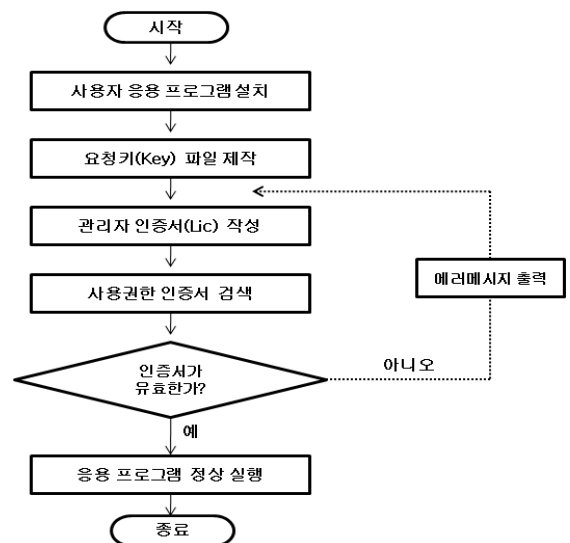 시작
사용자 응용 프로그램 설치
요청키(Key) 파일 제작
관리자 인증서(Lic) 작성
에러메시지 출력
사용권한 인증서 검색
인증서가
유효한가?
아니오
예
응용 프로그램 정상 실행
종료